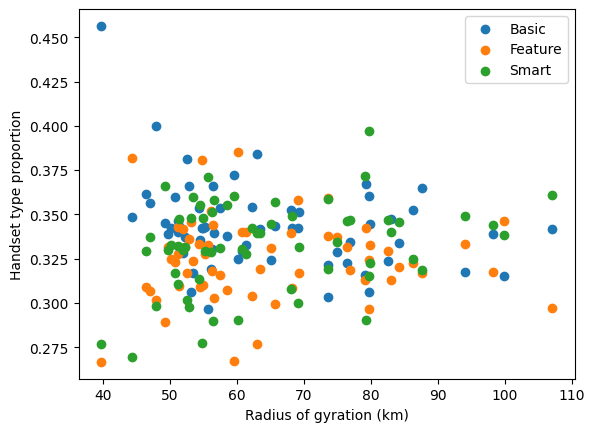 0.450
0.425
0.400
0.375
0.350
0.325
0.300
0.275
Handset type proportion
Basic
Feature
Smart
40 50 60 70 80 90 100 110
Radius of gyration (km)